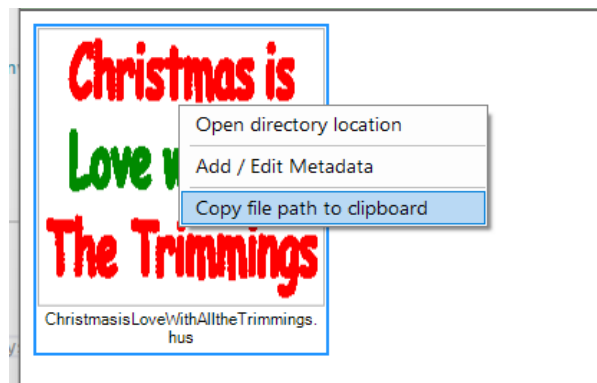 Christmas is
Love w
The Trimmings
Open directory location
Add / Edit Metadata
Copy file path to clipboard
ChristmasisLoveWithAlltheTrimmings.
hus